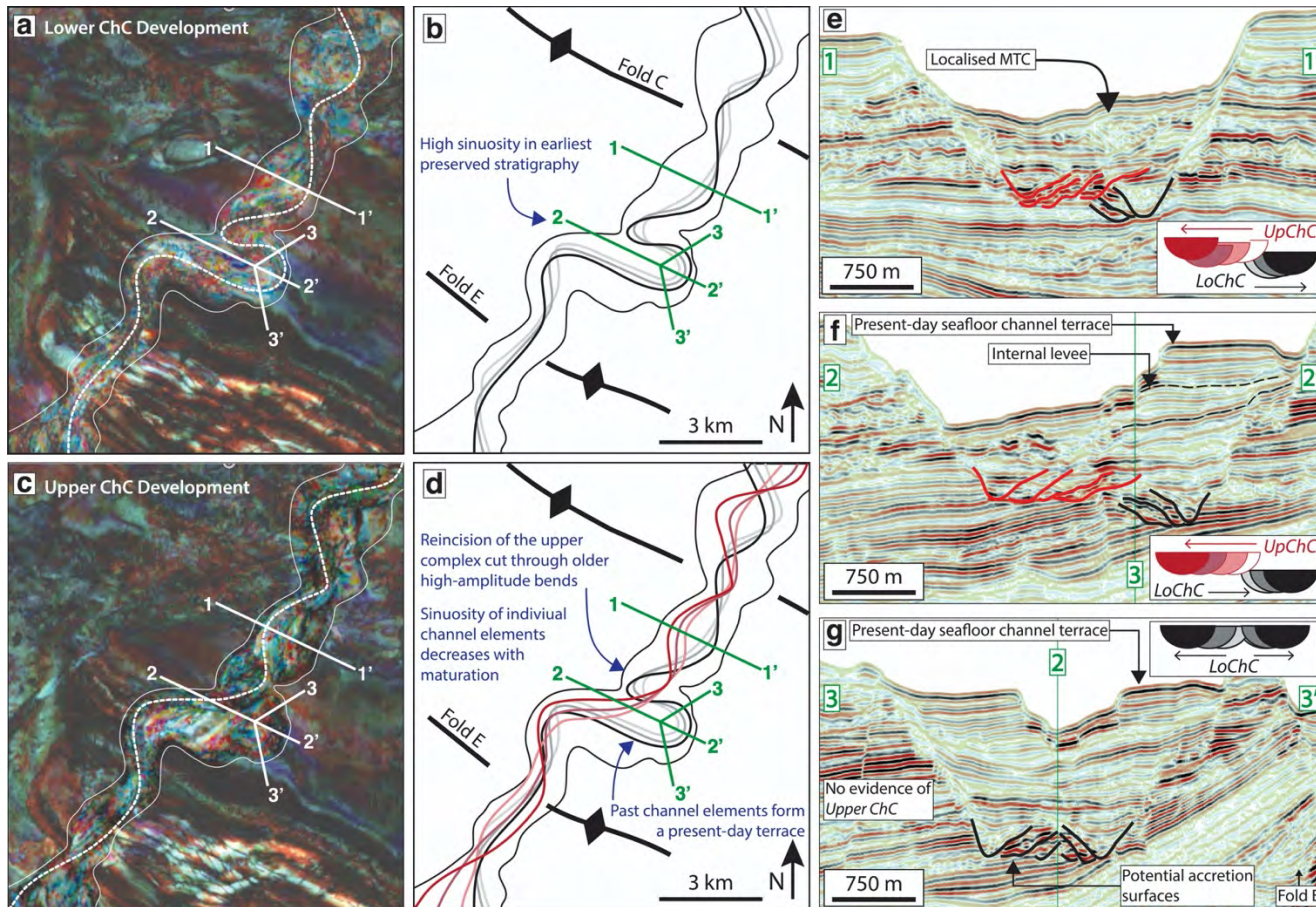 a Lower ChC Development
1
1'
2
3
2'
3'
b
Fold C
High sinuosity in earliest
preserved stratigraphy
1
1'
2
3
2'
3'
Fold E
3 km
N
c Upper ChC Development
1
1'
2
3
2'
3'
d
Reincision of the upper
complex cut through older
high-amplitude bends
Sinuosity of indiviual
channel elements
decreases with
maturation
1
1'
2
3
2'
3'
Fold E
Past channel elements form
a present-day terrace
3 km
N
e
1
1
Localised MTC
750 m
UpChC
LoChC
f
Present-day seafloor channel terrace
Internal levee
2
2
3
750 m
UpChC
LoChC
g
Present-day seafloor channel terrace
2
LoChC
3
3'
No evidence of
Upper ChC
750 m
Potential accretion
surfaces
Fold E